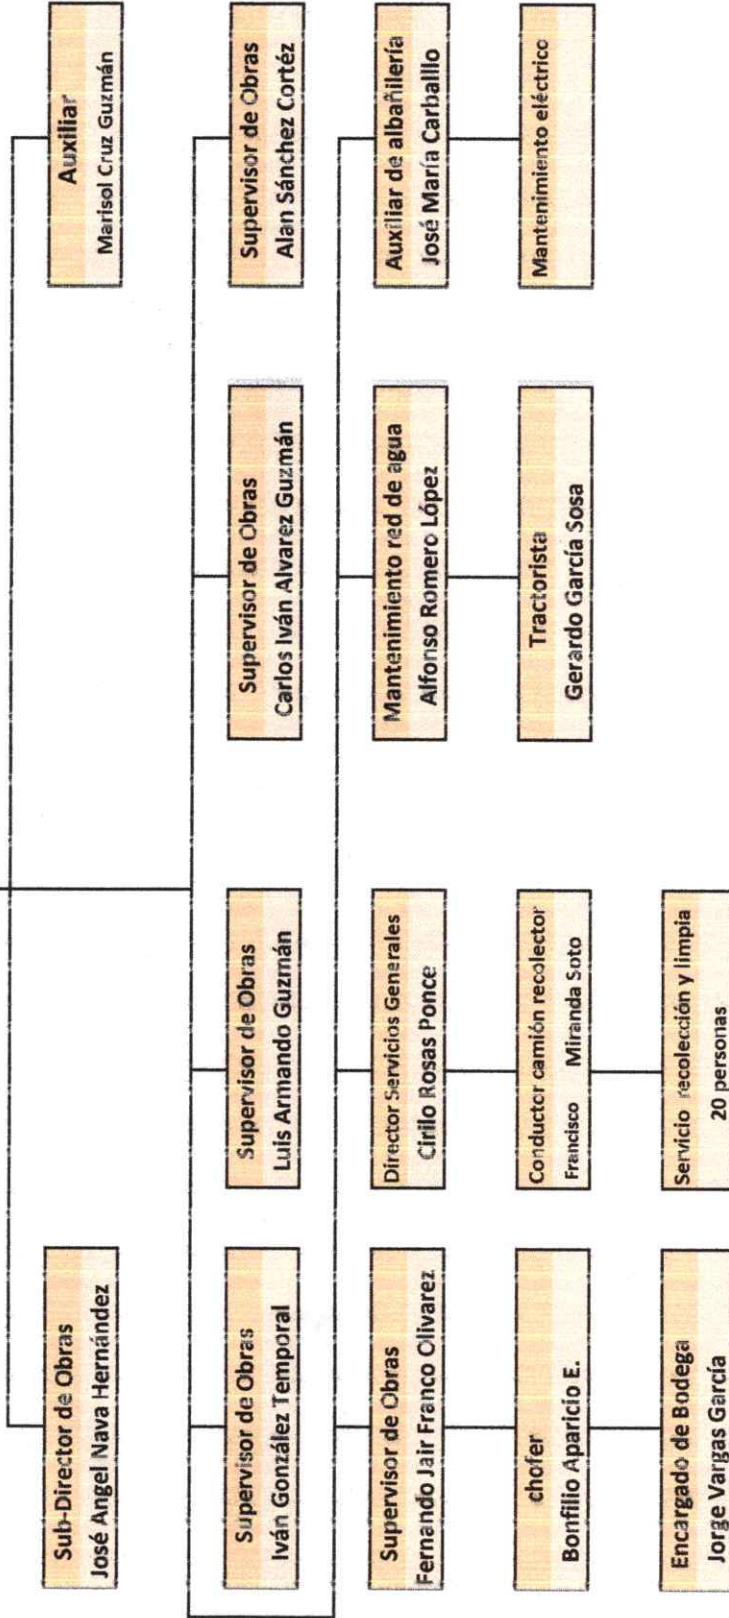 Sub-Director de Obras
José Angel Nava Hernández
Auxiliar
Marisol Cruz Guzmán
Supervisor de Obras
Iván González Temporal
Supervisor de Obras
Luis Armando Guzmán
Supervisor de Obras
Carlos Iván Alvarez Guzmán
Supervisor de Obras
Alan Sánchez Cortéz
Supervisor de Obras
Fernando Jair Franco Olivarez
Director Servicios Generales
Cirilo Rosas Ponce
Mantenimiento red de agua
Alfonso Romero López
Auxiliar de albañilería
José María Carballlo
chofer
Bonfilio Aparicio E.
Conductor camión recolector
Francisco Miranda Soto
Tractorista
Gerardo García Sosa
Mantenimiento eléctrico
Encargado de Bodega
Jorge Vargas García
Servicio recolección y limpia
20 personas